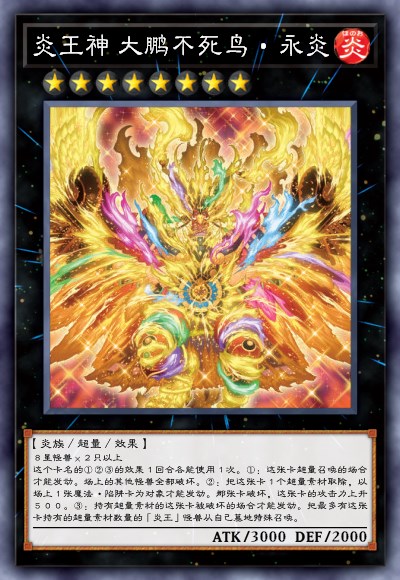 炎王神 大鹏不死鸟・永炎
ほのお
炎
【炎族／超量／效果】
8星怪兽×2只以上
这个卡名的①②③的效果1回合各能使用1次。①：这张卡超量召唤的场合
才能发动。场上的其他怪兽全部破坏。②：把这张卡1个超量素材取除，以
场上1张魔法・陷阱卡为对象才能发动。那张卡破坏，这张卡的攻击力上升
500。③：持有超量素材的这张卡被破坏的场合才能发动。把最多有这张
卡持有的超量素材数量的「炎王」怪兽从自己墓地特殊召唤。
ATK/3000 DEF/2000